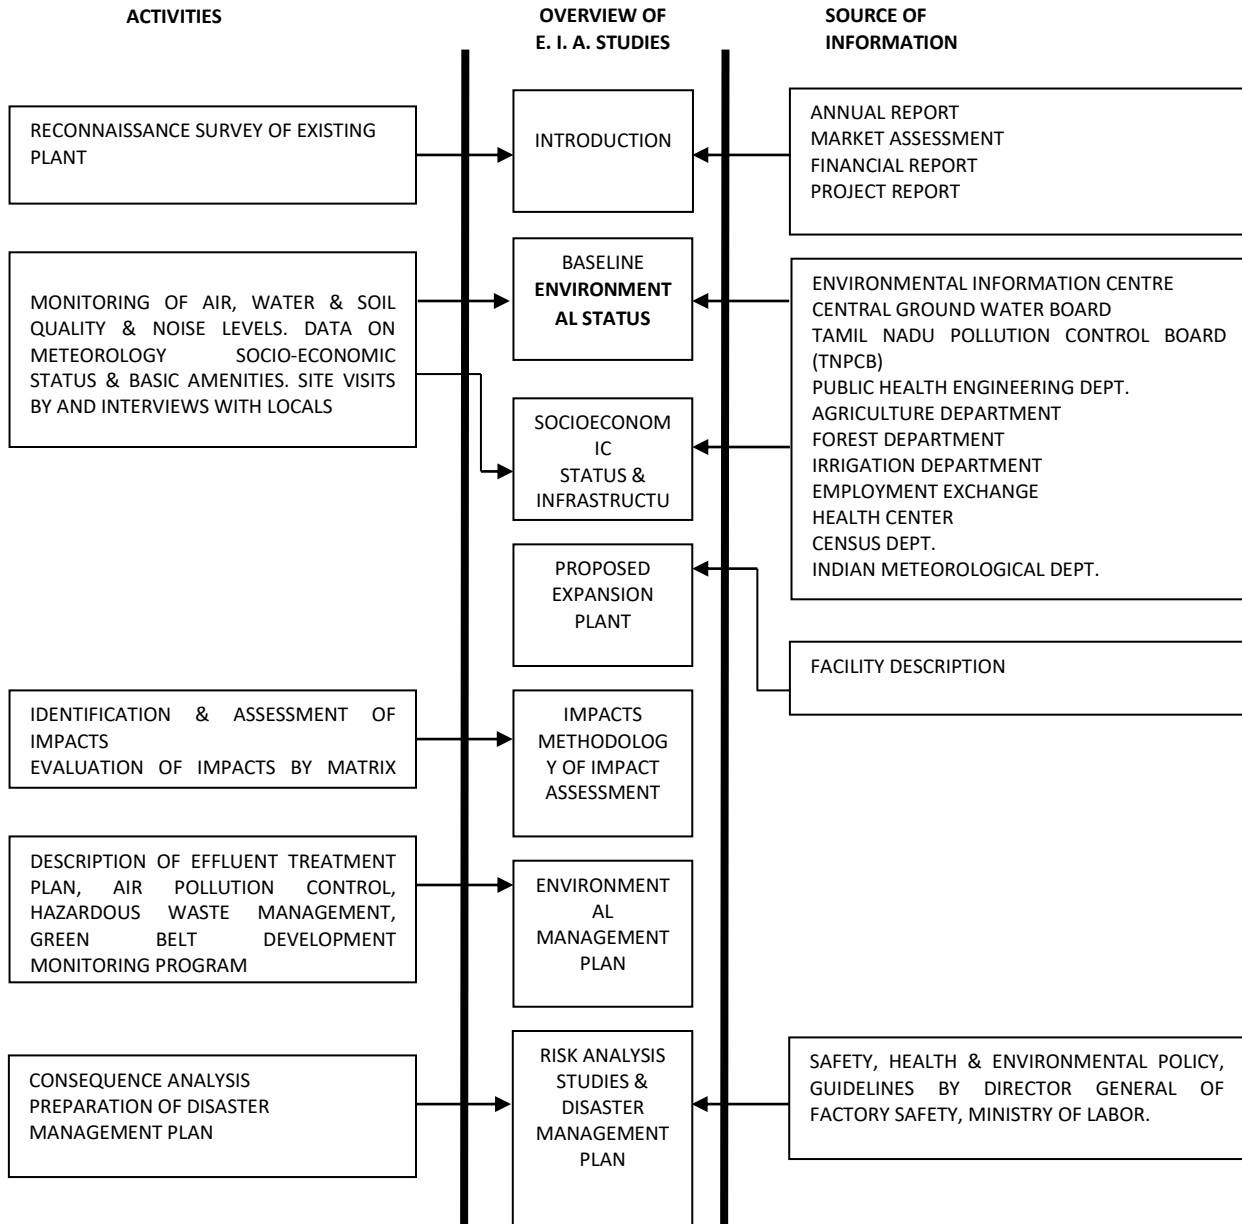 ACTIVITIES
OVERVIEW OF
E. I. A. STUDIES
SOURCE OF
INFORMATION
RECONNAISSANCE SURVEY OF EXISTING
PLANT
INTRODUCTION
ANNUAL REPORT
MARKET ASSESSMENT
FINANCIAL REPORT
PROJECT REPORT
MONITORING OF AIR, WATER & SOIL
QUALITY & NOISE LEVELS. DATA ON
METEOROLOGY SOCIO-ECONOMIC
STATUS & BASIC AMENITIES. SITE VISITS
BY AND INTERVIEWS WITH LOCALS
BASELINE
ENVIRONMENT
AL STATUS
SOCIOECONOM
IC
STATUS &
INFRASTRUCTU
ENVIRONMENTAL INFORMATION CENTRE
CENTRAL GROUND WATER BOARD
TAMIL NADU POLLUTION CONTROL BOARD
(TNPCB)
PUBLIC HEALTH ENGINEERING DEPT.
AGRICULTURE DEPARTMENT
FOREST DEPARTMENT
IRRIGATION DEPARTMENT
EMPLOYMENT EXCHANGE
HEALTH CENTER
CENSUS DEPT.
INDIAN METEOROLOGICAL DEPT.
PROPOSED
EXPANSION
PLANT
FACILITY DESCRIPTION
IDENTIFICATION & ASSESSMENT OF
IMPACTS
EVALUATION OF IMPACTS BY MATRIX
IMPACTS
METHODOLOG
Y OF IMPACT
ASSESSMENT
DESCRIPTION OF EFFLUENT TREATMENT
PLAN, AIR POLLUTION CONTROL,
HAZARDOUS WASTE MANAGEMENT,
GREEN BELT DEVELOPMENT
MONITORING PROGRAM
ENVIRONMENT
AL
MANAGEMENT
PLAN
CONSEQUENCE ANALYSIS
PREPARATION OF DISASTER
MANAGEMENT PLAN
RISK ANALYSIS
STUDIES &
DISASTER
MANAGEMENT
PLAN
SAFETY, HEALTH & ENVIRONMENTAL POLICY,
GUIDELINES BY DIRECTOR GENERAL OF
FACTORY SAFETY, MINISTRY OF LABOR.